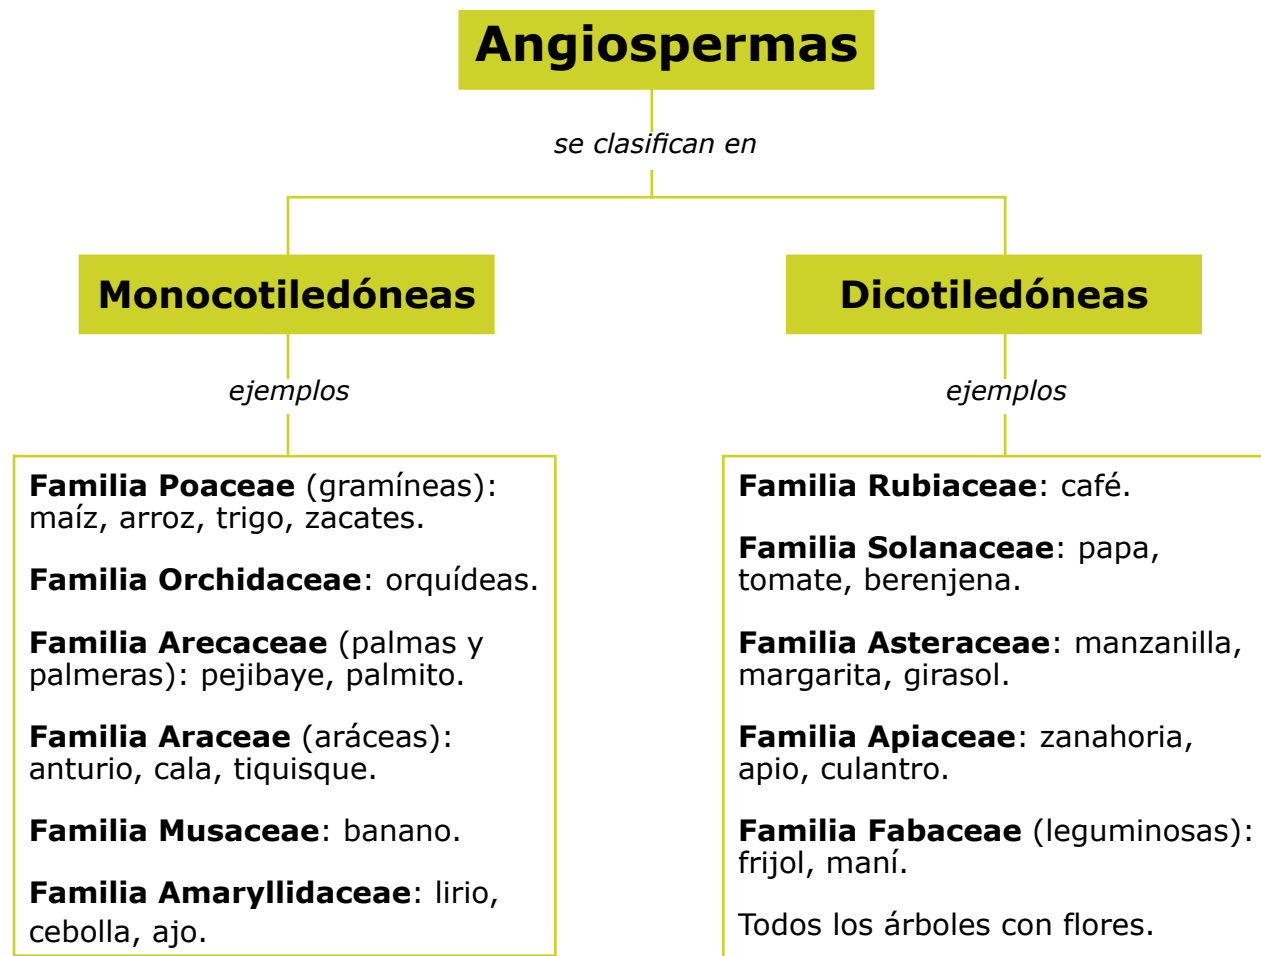 Angiospermas
se clasifican en
Monocotiledóneas
ejemplos
Familia Poaceae (gramíneas):
maíz, arroz, trigo, zacates.
Familia Orchidaceae: orquídeas.
Familia Arecaceae (palmas y
palmeras): pejibaye, palmito.
Familia Araceae (aráceas):
anturio, cala, tiquisque.
Familia Musaceae: banano.
Familia Amaryllidaceae: lirio,
cebolla, ajo.
Dicotiledóneas
ejemplos
Familia Rubiaceae: café.
Familia Solanaceae: papa,
tomate, berenjena.
Familia Asteraceae: manzanilla,
margarita, girasol.
Familia Apiaceae: zanahoria,
apio, culantro.
Familia Fabaceae (leguminosas):
frijol, maní.
Todos los árboles con flores.